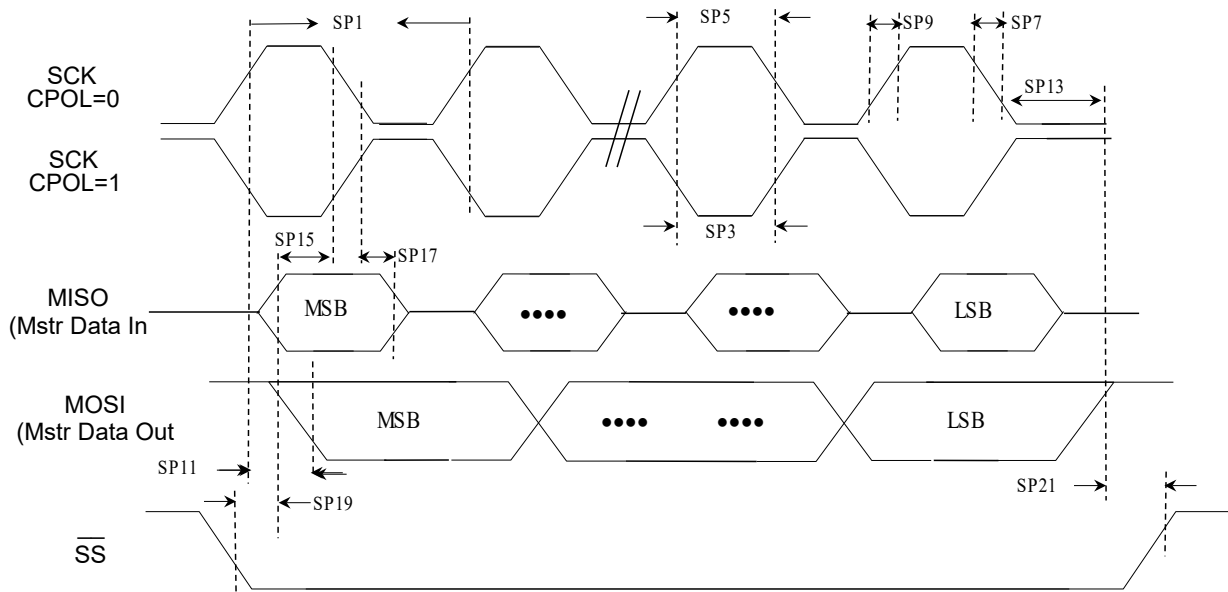 SP1
SP5
SP9
SP7
SCK
CPOL=0
SP13
SCK
CPOL=1
SP3
SP15
SP17
MISO
(Mstr Data In
MSB
••••
••••
LSB
MOSI
(Mstr Data Out
MSB
••••
••••
LSB
SP11
SP19
SP21
SS